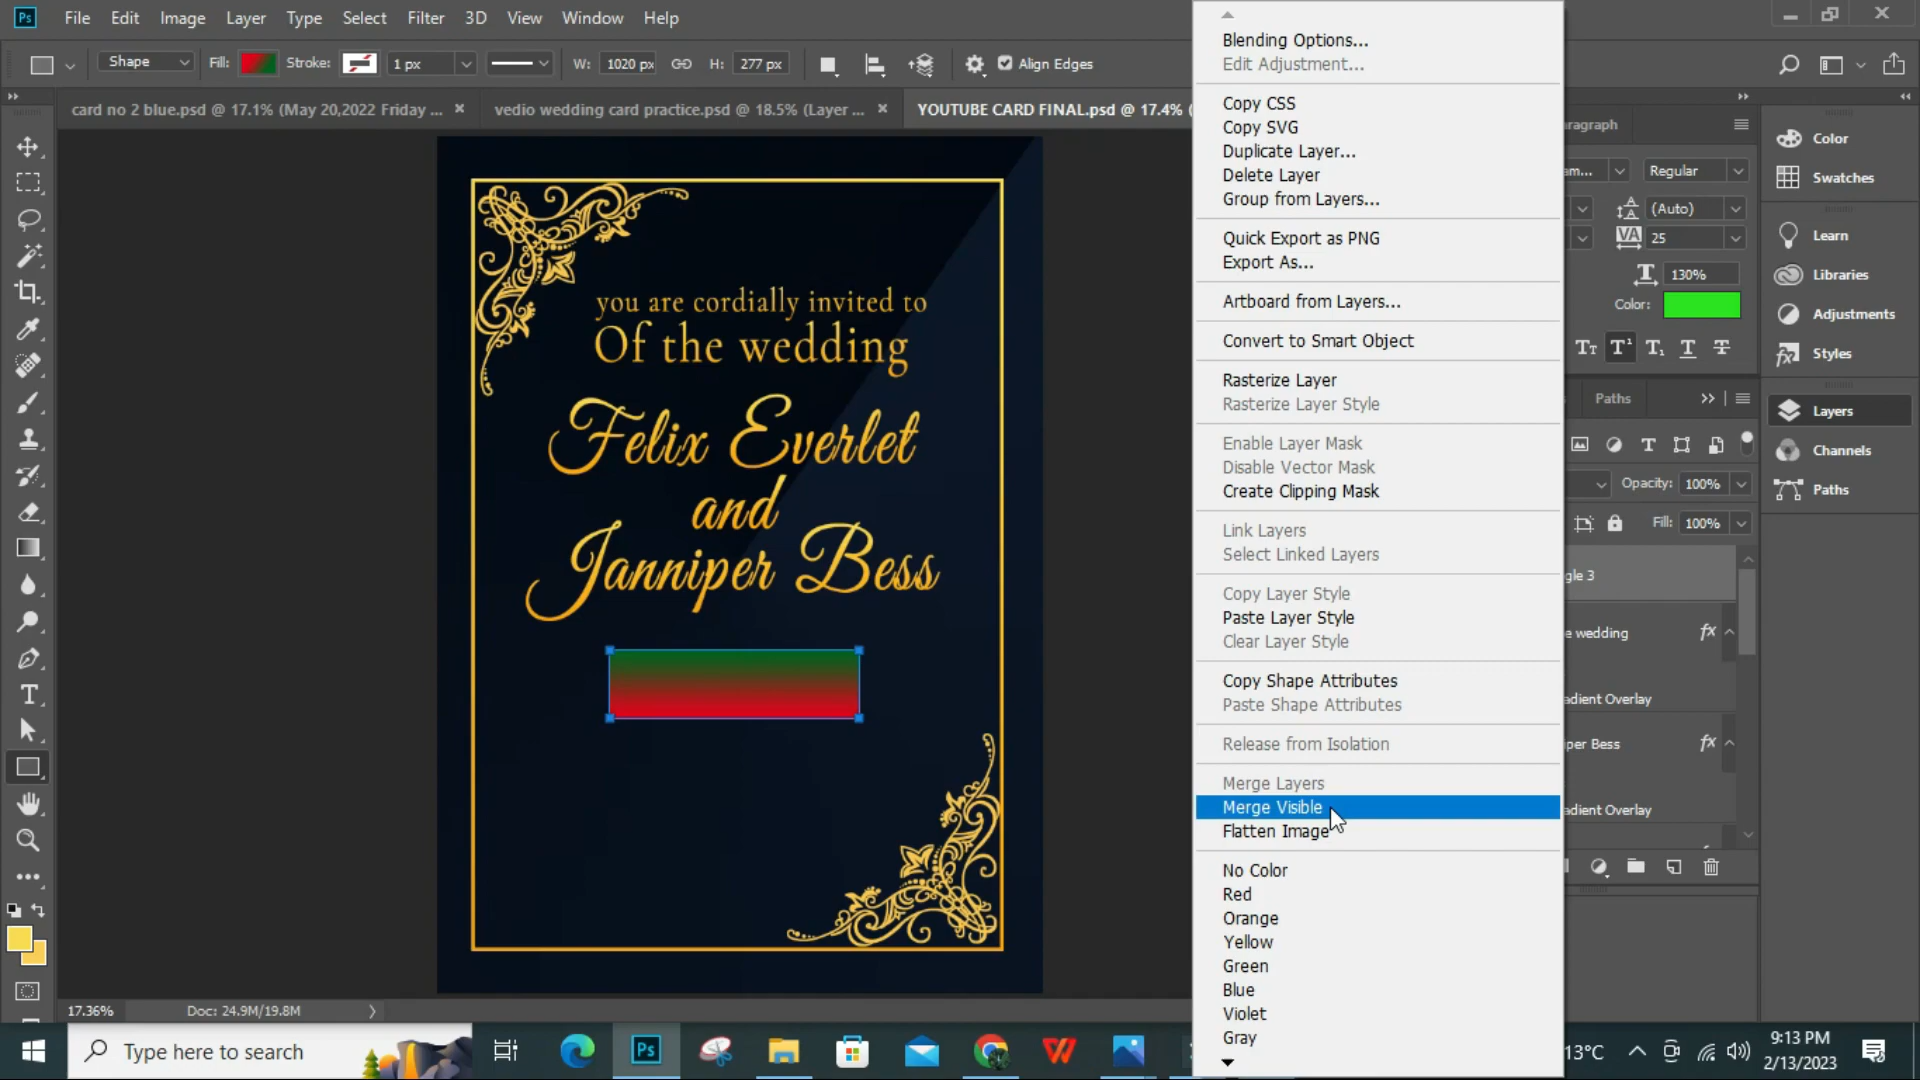 Ps File Edit Image Layer Type Select Filter 3D View Window Help
Shape Fill: Stroke: 1 px W: 1020 px H: 277 px Align Edges
card no 2 blue.psd @ 17.1% (May 20,2022 Friday ... × vedio wedding card practice.psd @ 18.5% (Layer ... × YOUTUBE CARD FINAL.psd @ 17.4% (
you are cordially invited to
Of the wedding
Felix Everlet
and
Janniper Bess
Blending Options...
Edit Adjustment...
Copy CSS
Copy SVG
Duplicate Layer...
Delete Layer
Group from Layers...
Quick Export as PNG
Export As...
Artboard from Layers...
Convert to Smart Object
Rasterize Layer
Rasterize Layer Style
Enable Layer Mask
Disable Vector Mask
Create Clipping Mask
Link Layers
Select Linked Layers
Copy Layer Style
Paste Layer Style
Clear Layer Style
Copy Shape Attributes
Paste Shape Attributes
Release from Isolation
Merge Layers
Merge Visible
Flatten Image
No Color
Red
Orange
Yellow
Green
Blue
Violet
Gray
ragraph
am... Regular
(Auto)
VA 25
130%
Color:
Paths
Opacity: 100%
Fill: 100%
gle 3
e wedding fx
adient Overlay
per Bess fx
adient Overlay
Color
Swatches
Learn
Libraries
Adjustments
Styles
Layers
Channels
Paths
17.36% Doc: 24.9M/19.8M
Type here to search
Ps
13°C
9:13 PM
2/13/2023